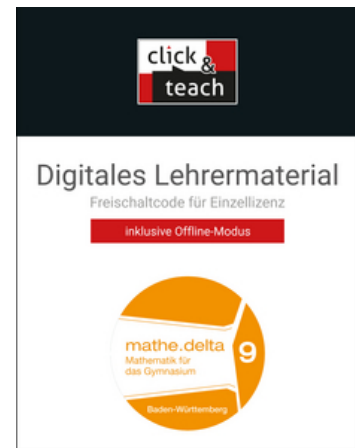 click &
teach
Digitales Lehrermaterial
Freischaltcode für Einzellizenz
inklusive Offline-Modus
mathe.delta 9
Mathematik für
das Gymnasium
Baden-Württemberg